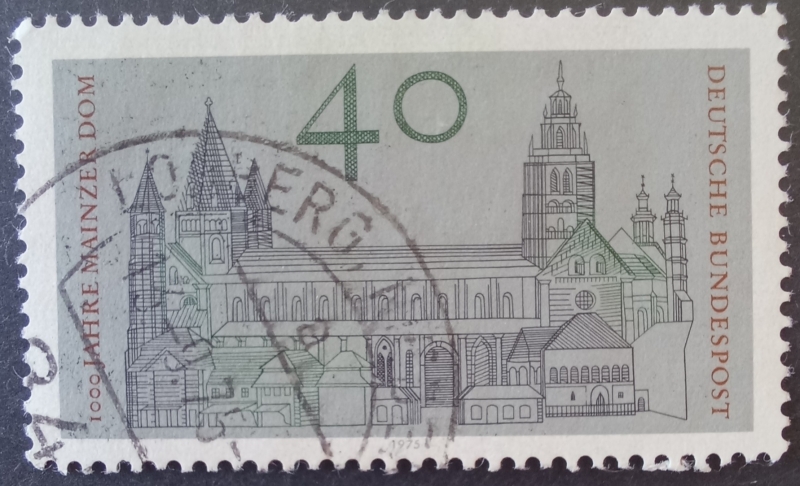 1000 JAHRE MAINZER DOM
40
DEUTSCHE BUNDESPOST
1975